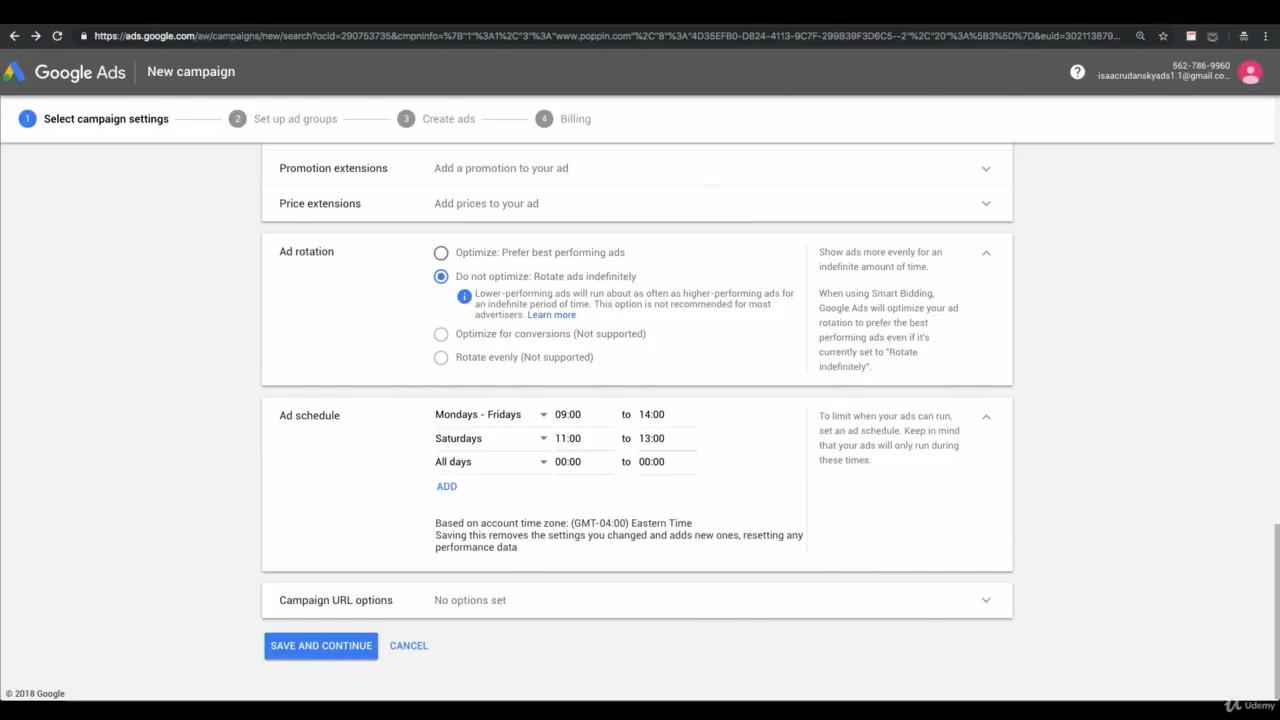 https://ads.google.com/aw/campaigns/new/search?ocid=290753735&cmpninfo=%7B"1"%3A1%2C"3"%3A"www.poppin.com"%2C"8"%3A"4D35EFB0-D824-4113-9C7F-299B39F3D6C5--2"%2C"20"%3A%5B3%5D%7D&euid=302113879...
Google Ads New campaign
562-786-9960
isaacrudanskyads1.1@gmail.co...
1 Select campaign settings 2 Set up ad groups 3 Create ads 4 Billing
Promotion extensions Add a promotion to your ad
Price extensions Add prices to your ad
Ad rotation
Optimize: Prefer best performing ads
Do not optimize: Rotate ads indefinitely
Lower-performing ads will run about as often as higher-performing ads for
an indefinite period of time. This option is not recommended for most
advertisers. Learn more
Optimize for conversions (Not supported)
Rotate evenly (Not supported)
Show ads more evenly for an
indefinite amount of time.
When using Smart Bidding,
Google Ads will optimize your ad
rotation to prefer the best
performing ads even if it's
currently set to "Rotate
indefinitely".
Ad schedule
Mondays - Fridays 09:00 to 14:00
Saturdays 11:00 to 13:00
All days 00:00 to 00:00
ADD
Based on account time zone: (GMT-04:00) Eastern Time
Saving this removes the settings you changed and adds new ones, resetting any
performance data
To limit when your ads can run,
set an ad schedule. Keep in mind
that your ads will only run during
these times.
Campaign URL options No options set
SAVE AND CONTINUE CANCEL
© 2018 Google
Udemy